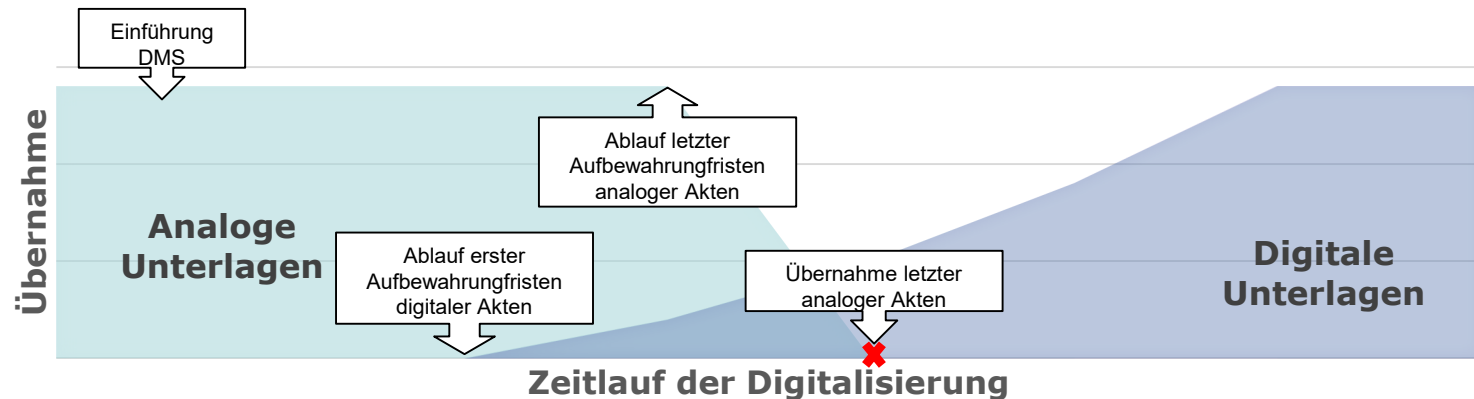 Einführung
DMS
Übernahme
Analoge
Unterlagen
Ablauf letzter
Aufbewahrungfristen
analoger Akten
Ablauf erster
Aufbewahrungfristen
digitaler Akten
Übernahme letzter
analoger Akten
Digitale
Unterlagen
Zeitlauf der Digitalisierung